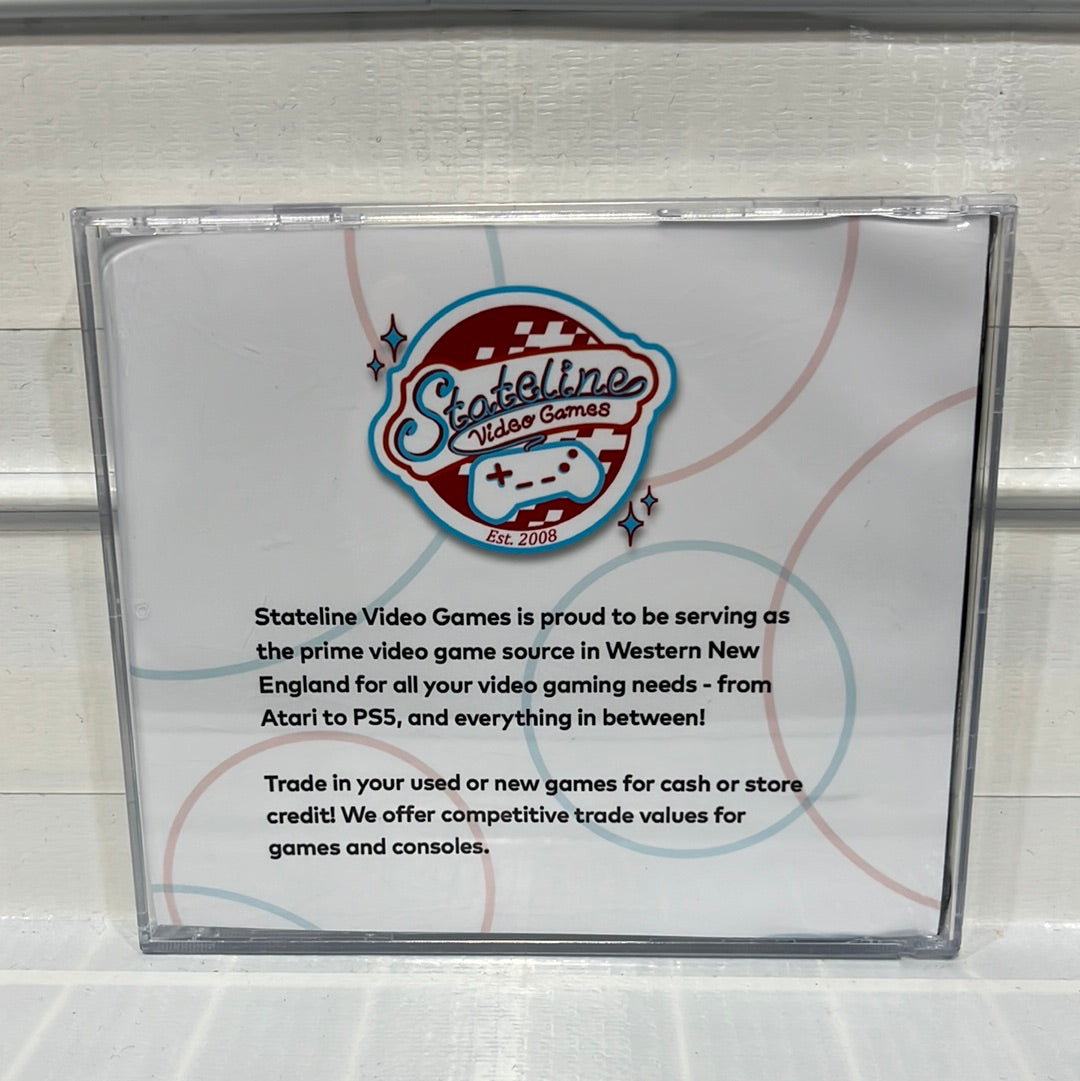 Stateline
Video Games
Est. 2008
Stateline Video Games is proud to be serving as
the prime video game source in Western New
England for all your video gaming needs - from
Atari to PS5, and everything in between!
Trade in your used or new games for cash or store
credit! We offer competitive trade values for
games and consoles.